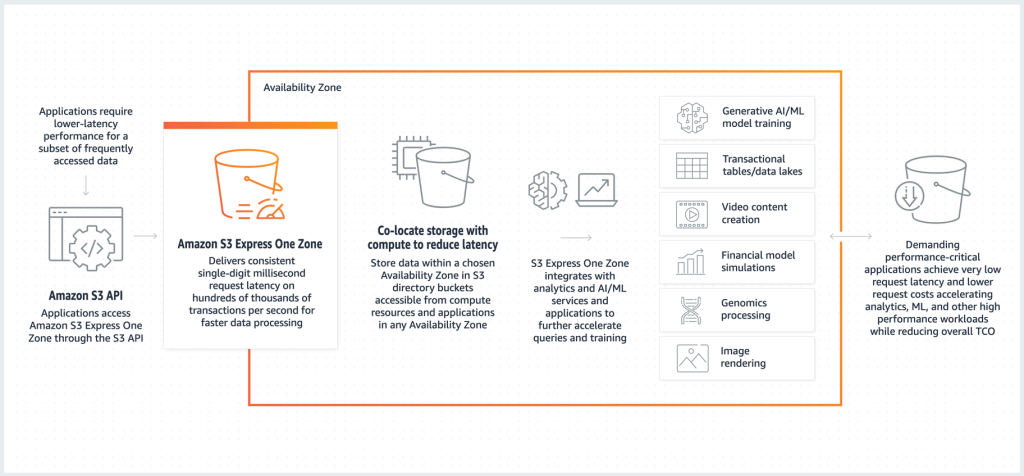 Availability Zone
Applications require
lower-latency
performance for a
subset of frequently
accessed data
Amazon S3 API
Applications access
Amazon S3 Express One
Zone through the S3 API
Amazon S3 Express One Zone
Delivers consistent
single-digit millisecond
request latency on
hundreds of thousands of
transactions per second for
faster data processing
Co-locate storage with
compute to reduce latency
Store data within a chosen
Availability Zone in S3
directory buckets
accessible from compute
resources and applications
in any Availability Zone
S3 Express One Zone
integrates with
analytics and AI/ML
services and
applications to
further accelerate
queries and training
Generative AI/ML
model training
Transactional
tables/data lakes
Video content
creation
Financial model
simulations
Genomics
processing
Image
rendering
Demanding
performance-critical
applications achieve very low
request latency and lower
request costs accelerating
analytics, ML, and other high
performance workloads
while reducing overall TCO